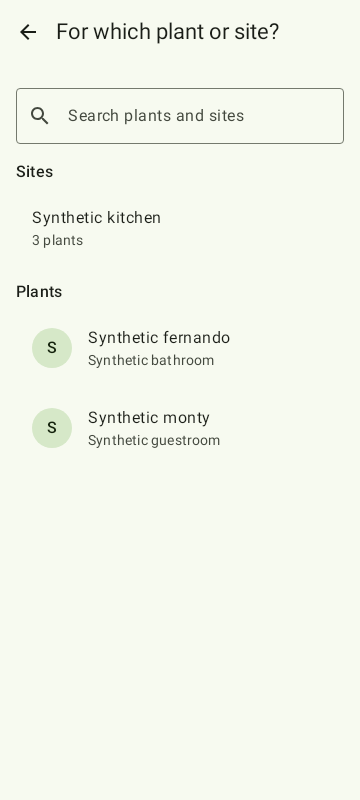 For which plant or site?
Search plants and sites
Sites
Synthetic kitchen
3 plants
Plants
S
Synthetic fernando
Synthetic bathroom
S
Synthetic monty
Synthetic guestroom